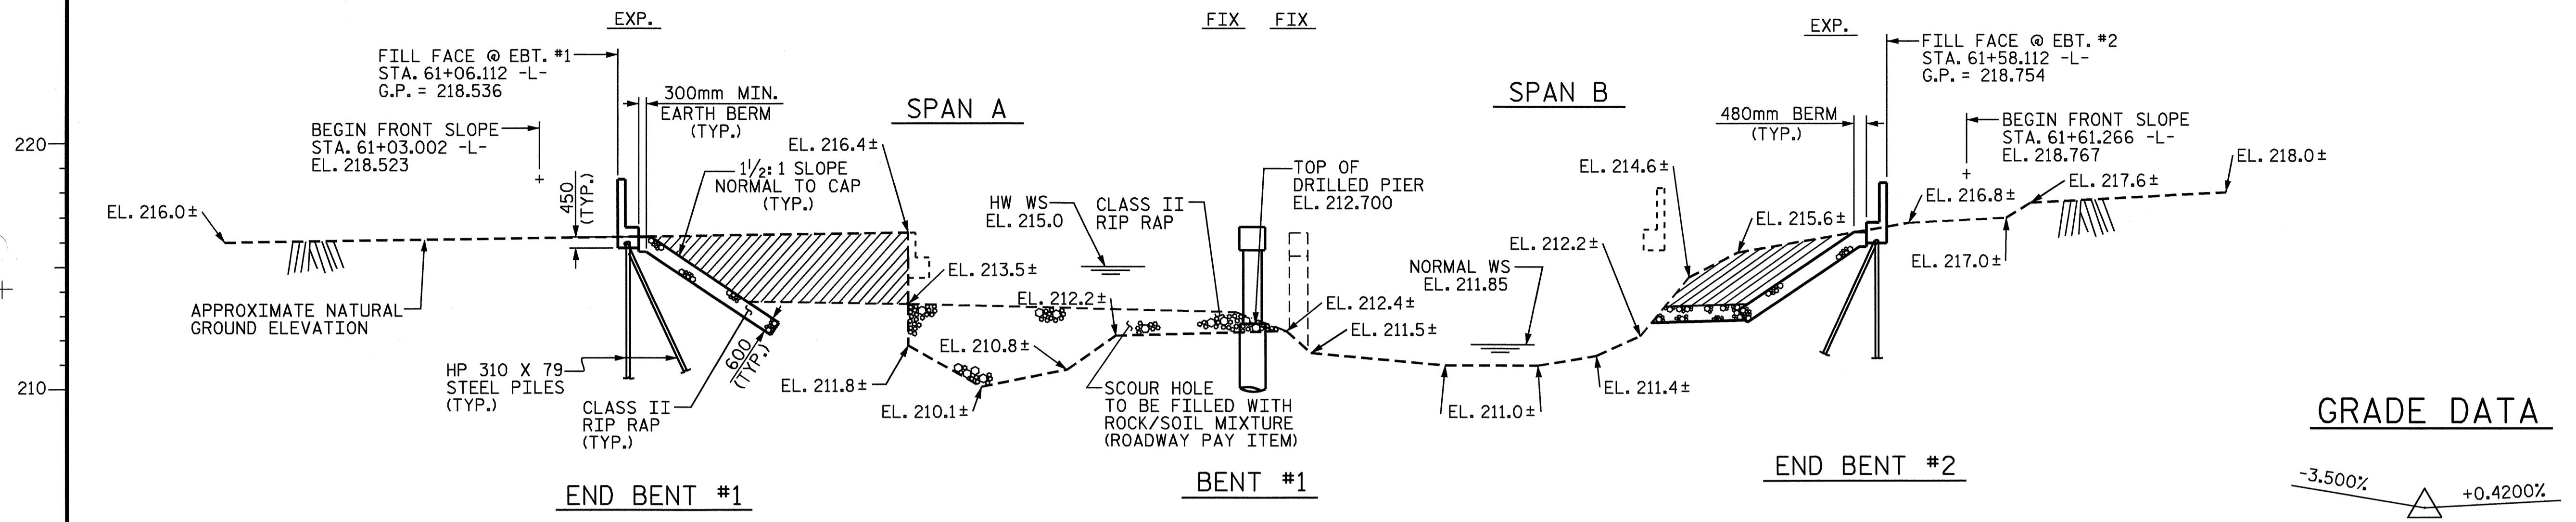 EXP.
FIX FIX
EXP.
FILL FACE @ EBT. #1
STA. 61+06.112 -L-
G.P. = 218.536
300mm MIN.
EARTH BERM
(TYP.)
SPAN A
SPAN B
FILL FACE @ EBT. #2
STA. 61+58.112 -L-
G.P. = 218.754
480mm BERM
(TYP.)
220
BEGIN FRONT SLOPE
STA. 61+03.002 -L-
EL. 218.523
EL. 216.4±
1½:1 SLOPE
NORMAL TO CAP
(TYP.)
BEGIN FRONT SLOPE
STA. 61+61.266 -L-
EL. 218.767
EL. 218.0±
EL. 214.6±
TOP OF
DRILLED PIER
EL. 212.700
450
(TYP.)
HW WS
EL. 215.0
CLASS II
RIP RAP
EL. 216.8±
EL. 217.6±
EL. 216.0±
EL. 215.6±
EL. 212.2±
EL. 217.0±
EL. 213.5±
NORMAL WS
EL. 211.85
EL. 212.2±
EL. 212.4±
APPROXIMATE NATURAL
GROUND ELEVATION
EL. 211.5±
EL. 210.8±
600
(TYP.)
HP 310 X 79
STEEL PILES
(TYP.)
210
EL. 211.8±
EL. 211.4±
SCOUR HOLE
TO BE FILLED WITH
ROCK/SOIL MIXTURE
(ROADWAY PAY ITEM)
CLASS II
RIP RAP
(TYP.)
EL. 210.1±
EL. 211.0±
GRADE DATA
END BENT #1
BENT #1
END BENT #2
-3.500%
+0.4200%